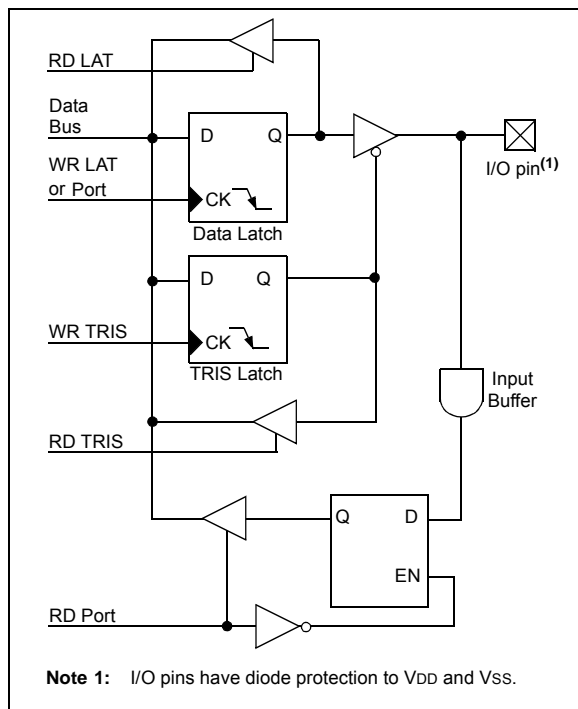 RD LAT
Data
Bus
D Q
WR LAT
or Port
CK
Data Latch
I/O pin(1)
D Q
WR TRIS
CK
TRIS Latch
Input
Buffer
RD TRIS
Q D
EN
RD Port
Note 1: I/O pins have diode protection to VDD and VSS.